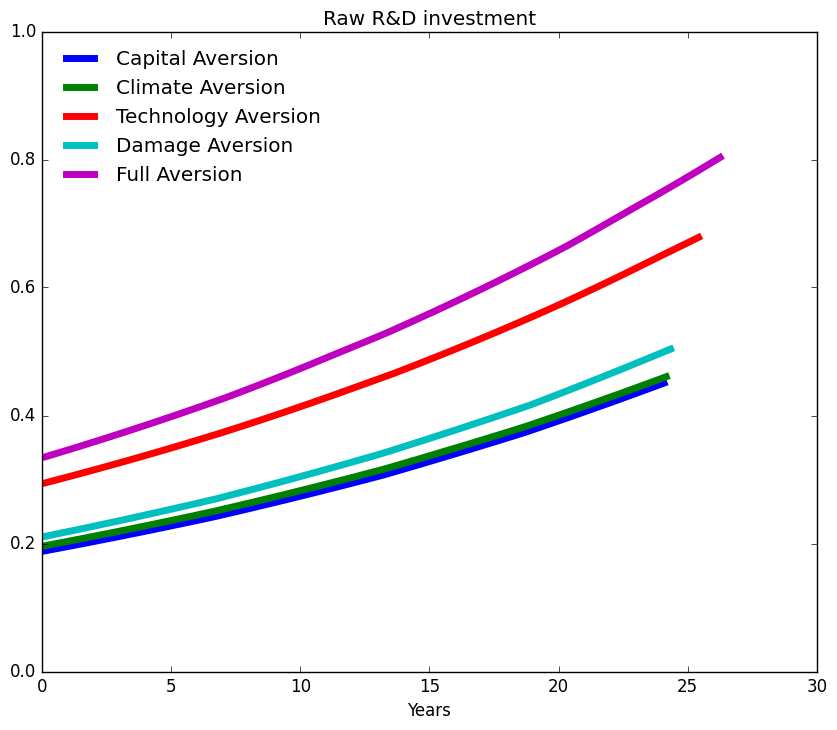 Raw R&D investment
1.0
0.8
0.6
0.4
0.2
0.0
Capital Aversion
Climate Aversion
Technology Aversion
Damage Aversion
Full Aversion
0 5 10 15 20 25 30
Years